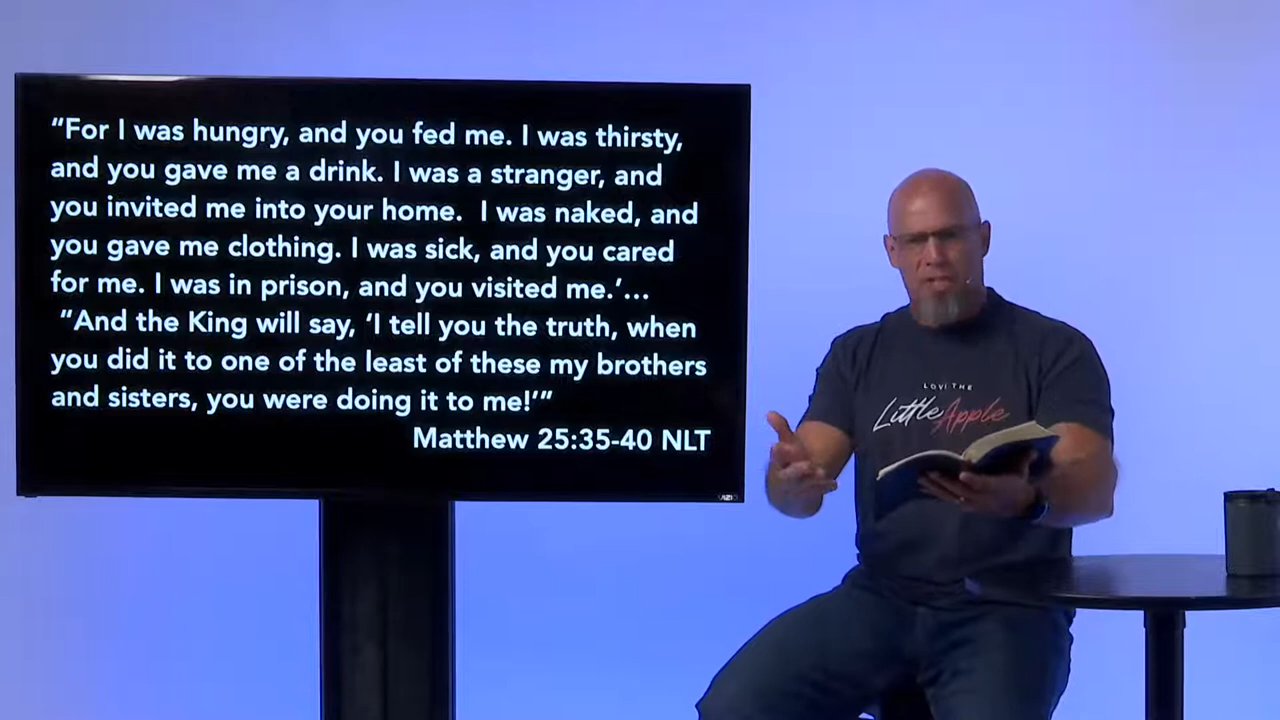 “For I was hungry, and you fed me. I was thirsty,
and you gave me a drink. I was a stranger, and
you invited me into your home.  I was naked, and
you gave me clothing. I was sick, and you cared
for me. I was in prison, and you visited me.’...
“And the King will say, ‘I tell you the truth, when
you did it to one of the least of these my brothers
and sisters, you were doing it to me!’”
Matthew 25:35-40 NLT
VIZIO
THE
Little Apple